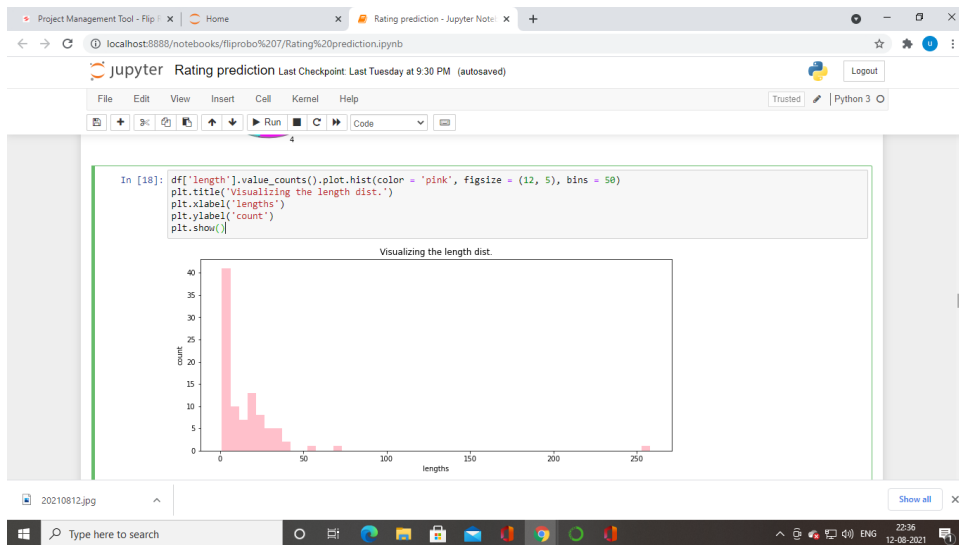 Project Management Tool - Flip R
Home
Rating prediction - Jupyter Note
localhost:8888/notebooks/fliprobo%207/Rating%20prediction.ipynb
u
jupyter Rating prediction Last Checkpoint: Last Tuesday at 9:30 PM (autosaved)
Logout
File Edit View Insert Cell Kernel Help
Trusted Python 3
Run Code
4
In [18]: df['length'].value_counts().plot.hist(color = 'pink', figsize = (12, 5), bins = 50)
plt.title('Visualizing the length dist.')
plt.xlabel('lengths')
plt.ylabel('count')
plt.show()
Visualizing the length dist.
40
35
30
25
20
15
10
5
0
count
0 50 100 150 200 250
lengths
20210812.jpg
Show all
Type here to search
ENG
22:36
12-08-2021
1